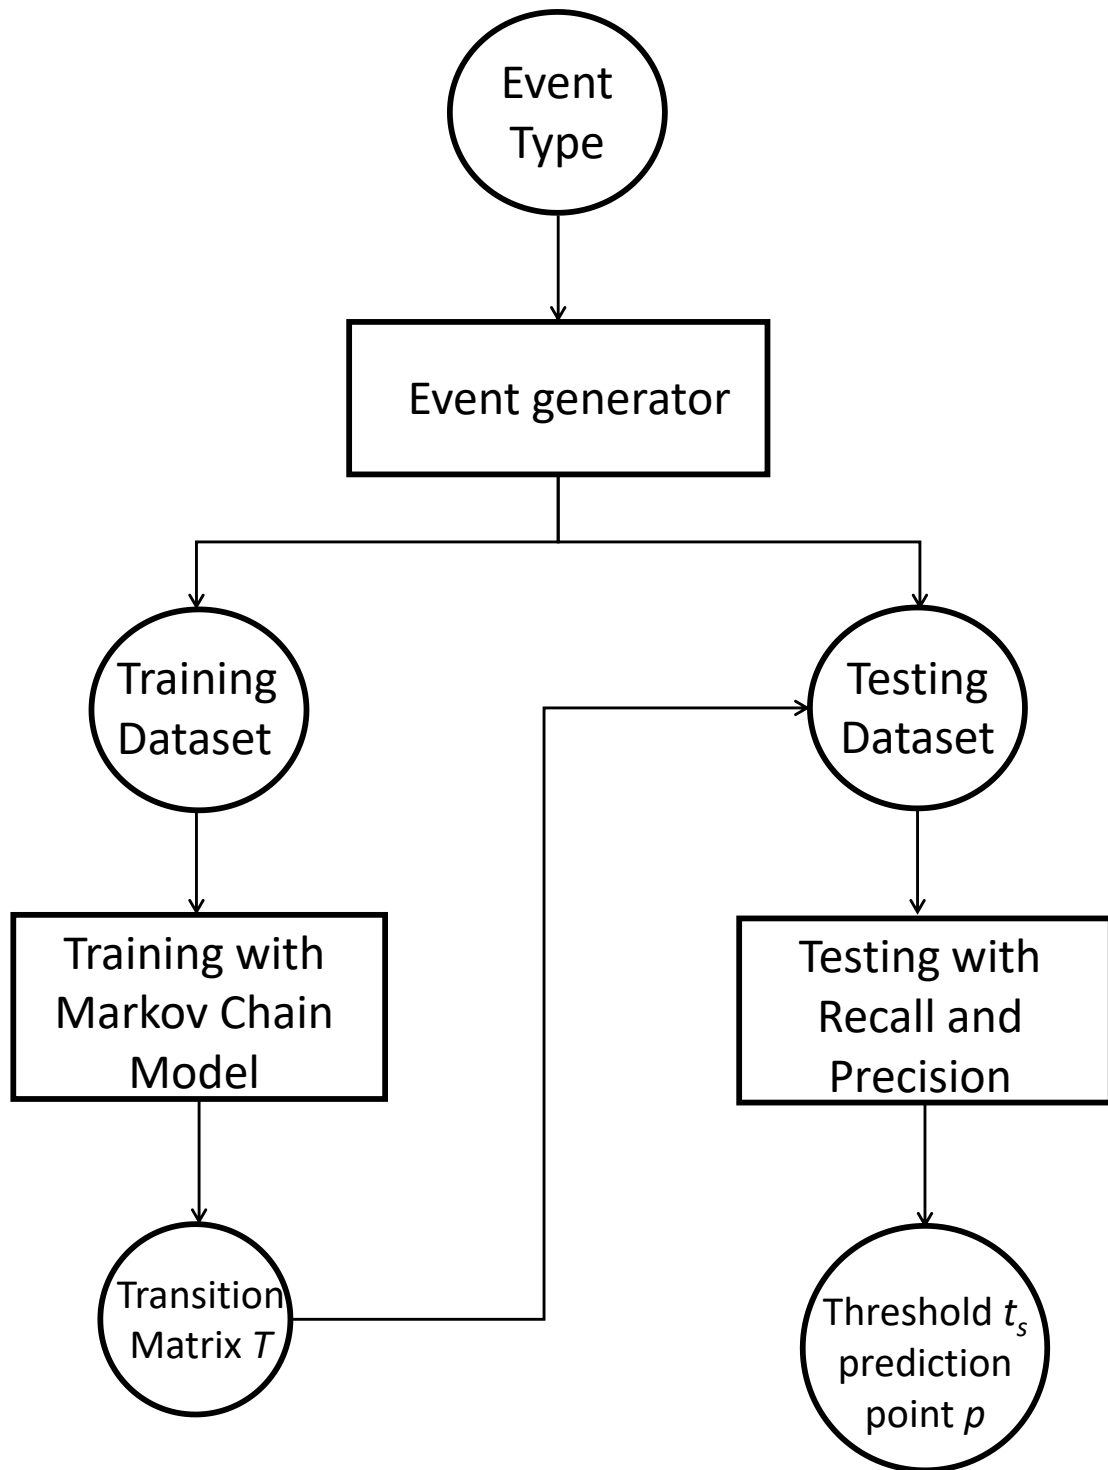 Event
Type
Event generator
Training
Dataset
Testing
Dataset
Training with
Markov Chain
Model
Testing with
Recall and
Precision
Transition
Matrix T
Threshold tₛ
prediction
point p